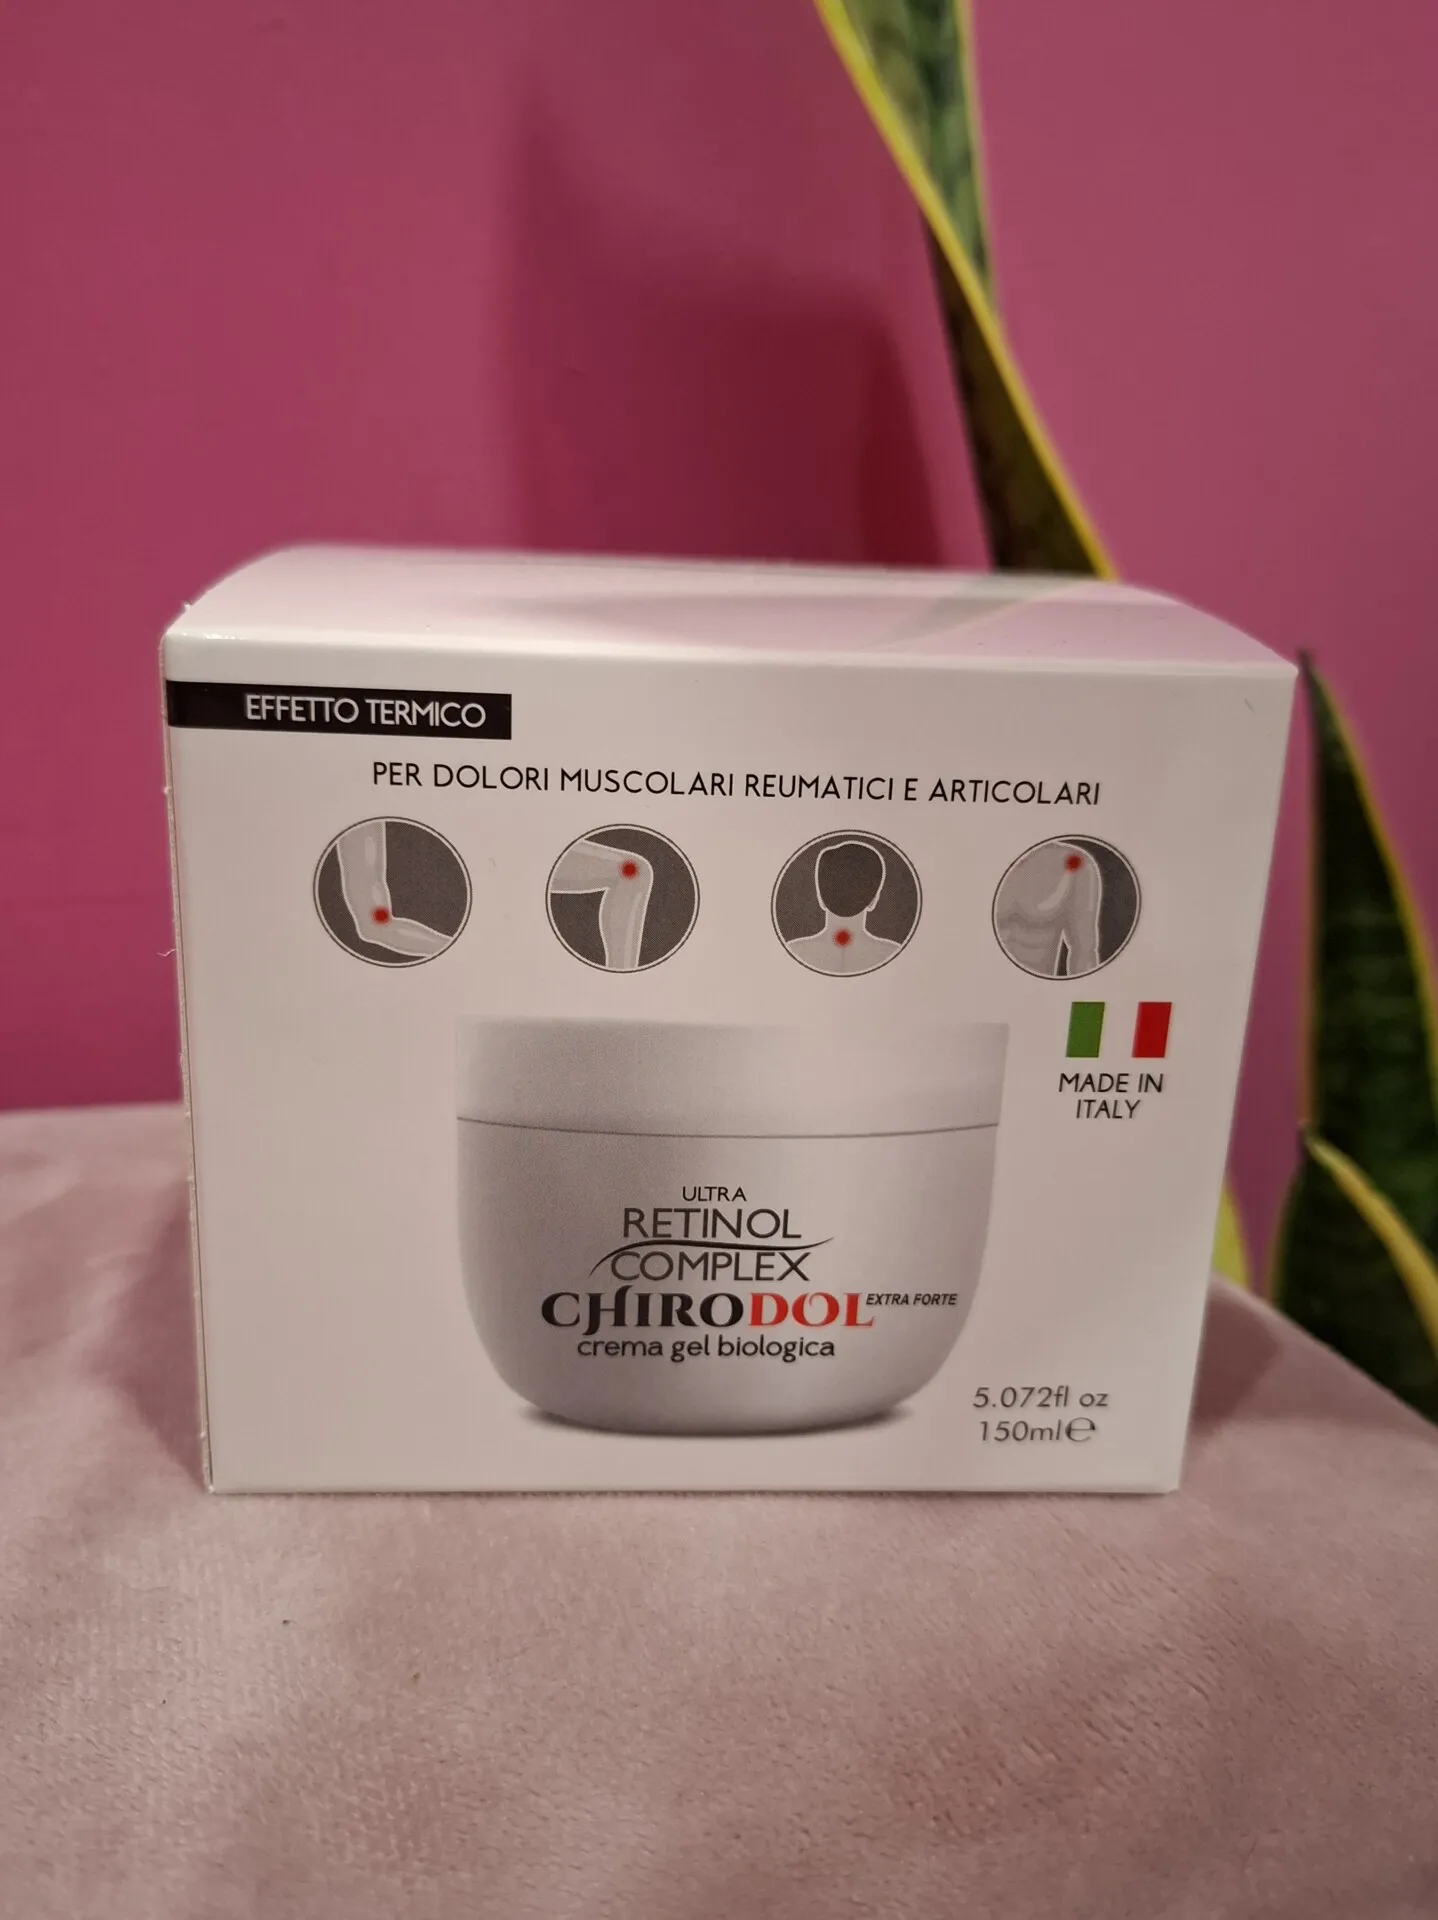 EFFETTO TERMICO
PER DOLORI MUSCOLARI REUMATICI E ARTICOLARI
MADE IN
ITALY
ULTRA
RETINOL
COMPLEX
CHIRODOL EXTRA FORTE
crema gel biologica
5.072fl oz
150ml℮